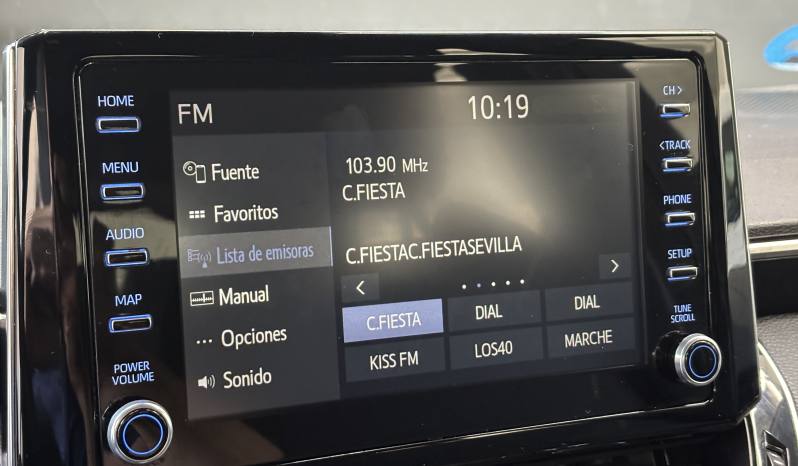 HOME
MENU
AUDIO
MAP
POWER
VOLUME
FM
10:19
Fuente
Favoritos
Lista de emisoras
Manual
Opciones
Sonido
103.90 MHz
C.FIESTA
C.FIESTAC.FIESTASEVILLA
< >
C.FIESTA DIAL DIAL
KISS FM LOS40 MARCHE
CH >
< TRACK
PHONE
SETUP
TUNE
SCROLL